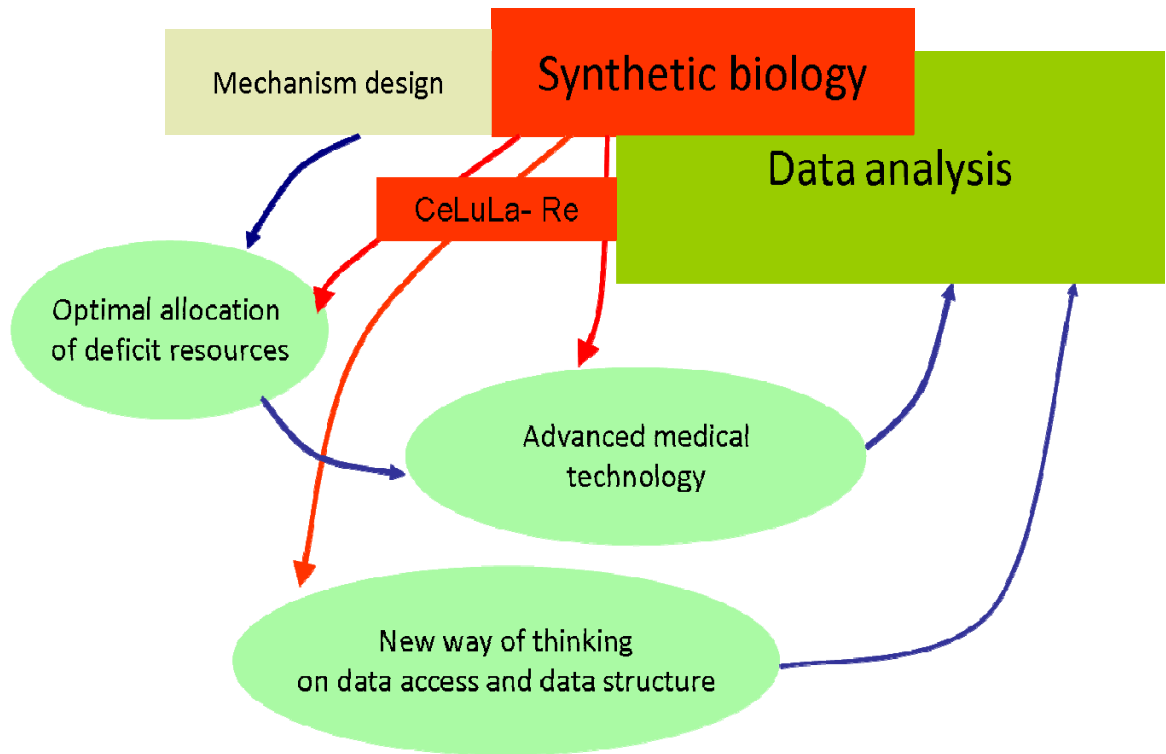 Mechanism design
Synthetic biology
Data analysis
CeLuLa- Re
Optimal allocation
of deficit resources
Advanced medical
technology
New way of thinking
on data access and data structure